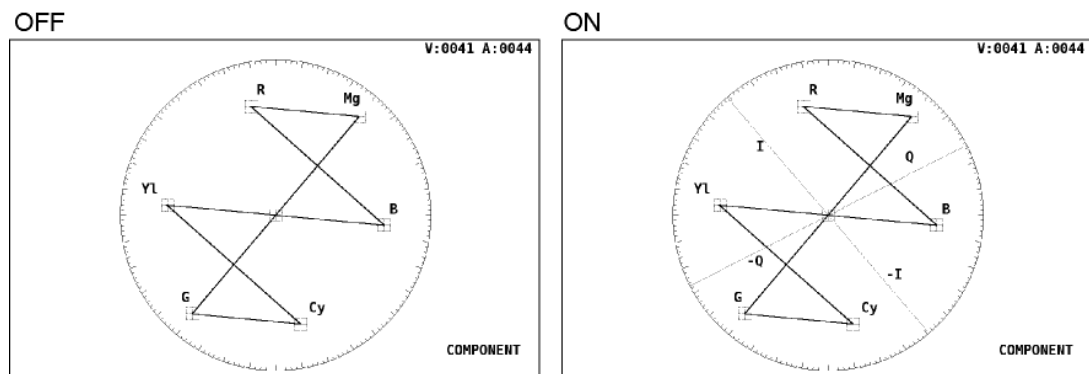 OFF
V:0041 A:0044
R
Mg
Yl
B
G
Cy
COMPONENT
ON
V:0041 A:0044
R
Mg
I
Q
Yl
B
-Q
-I
G
Cy
COMPONENT